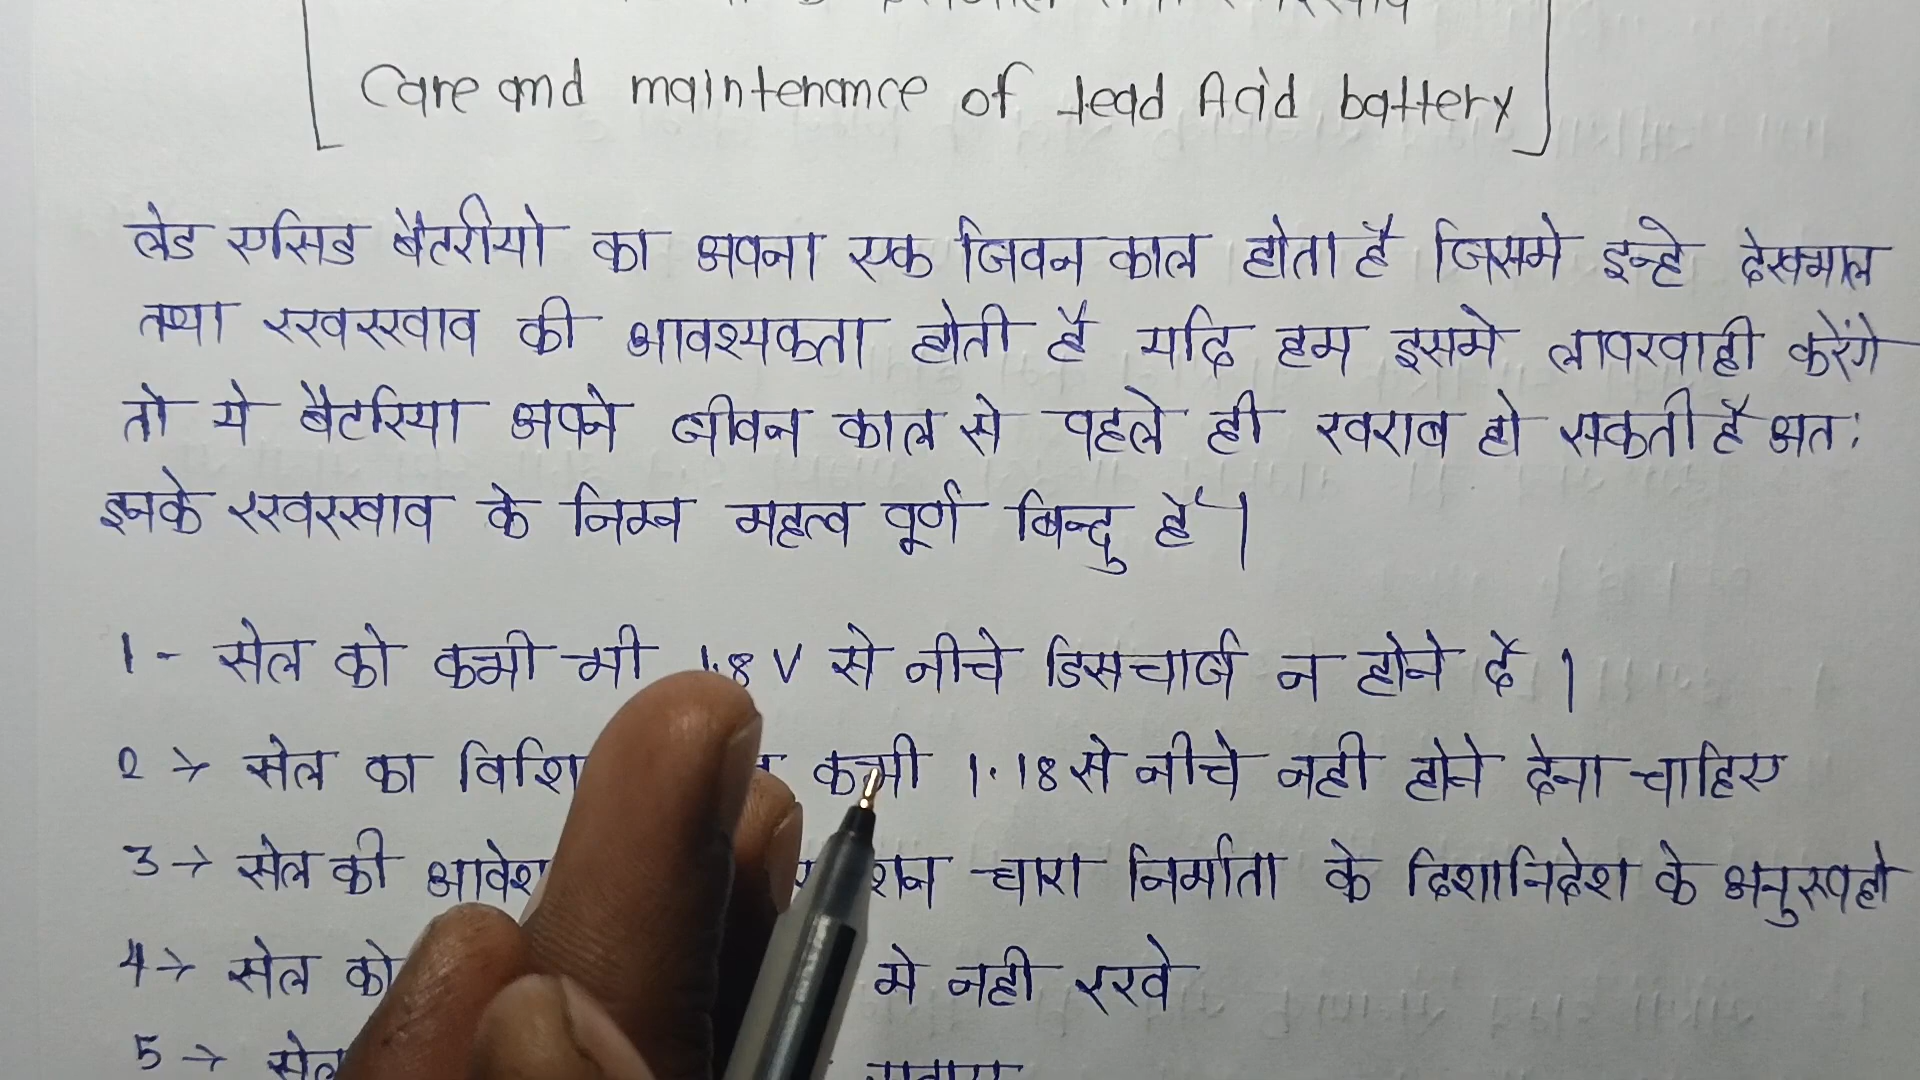 Care and maintenance of Lead Acid battery
लेड एसिड बैटरीयो का अपना एक जिवन काल होता है जिसमे इन्हे देखभाल
तथा रखरखाव की आवश्यकता होती है यदि हम इसमे लापरवाही करेंगे
तो ये बैटरिया अपने जीवन काल से पहले ही खराब हो सकती है अतः
इनके रखरखाव के निम्न महत्व पूर्ण बिन्दु हैं।
1- सेल को कभी भी 1.8 V से नीचे डिसचार्ज न होने दें ।
2→ सेल का कभी 1.18 से नीचे नही होने देना चाहिए
3→ सेल की धारा निर्माता के दिशानिदेश के अनुरूप हो
4→ सेल को मे नही रखे
5→ सेल